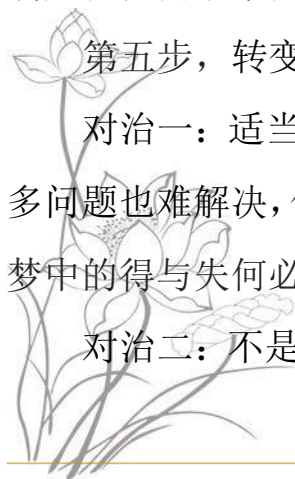 第五步，转变
对治一：适当
多问题也难解决，
梦中的得与失何必
对治二：不是